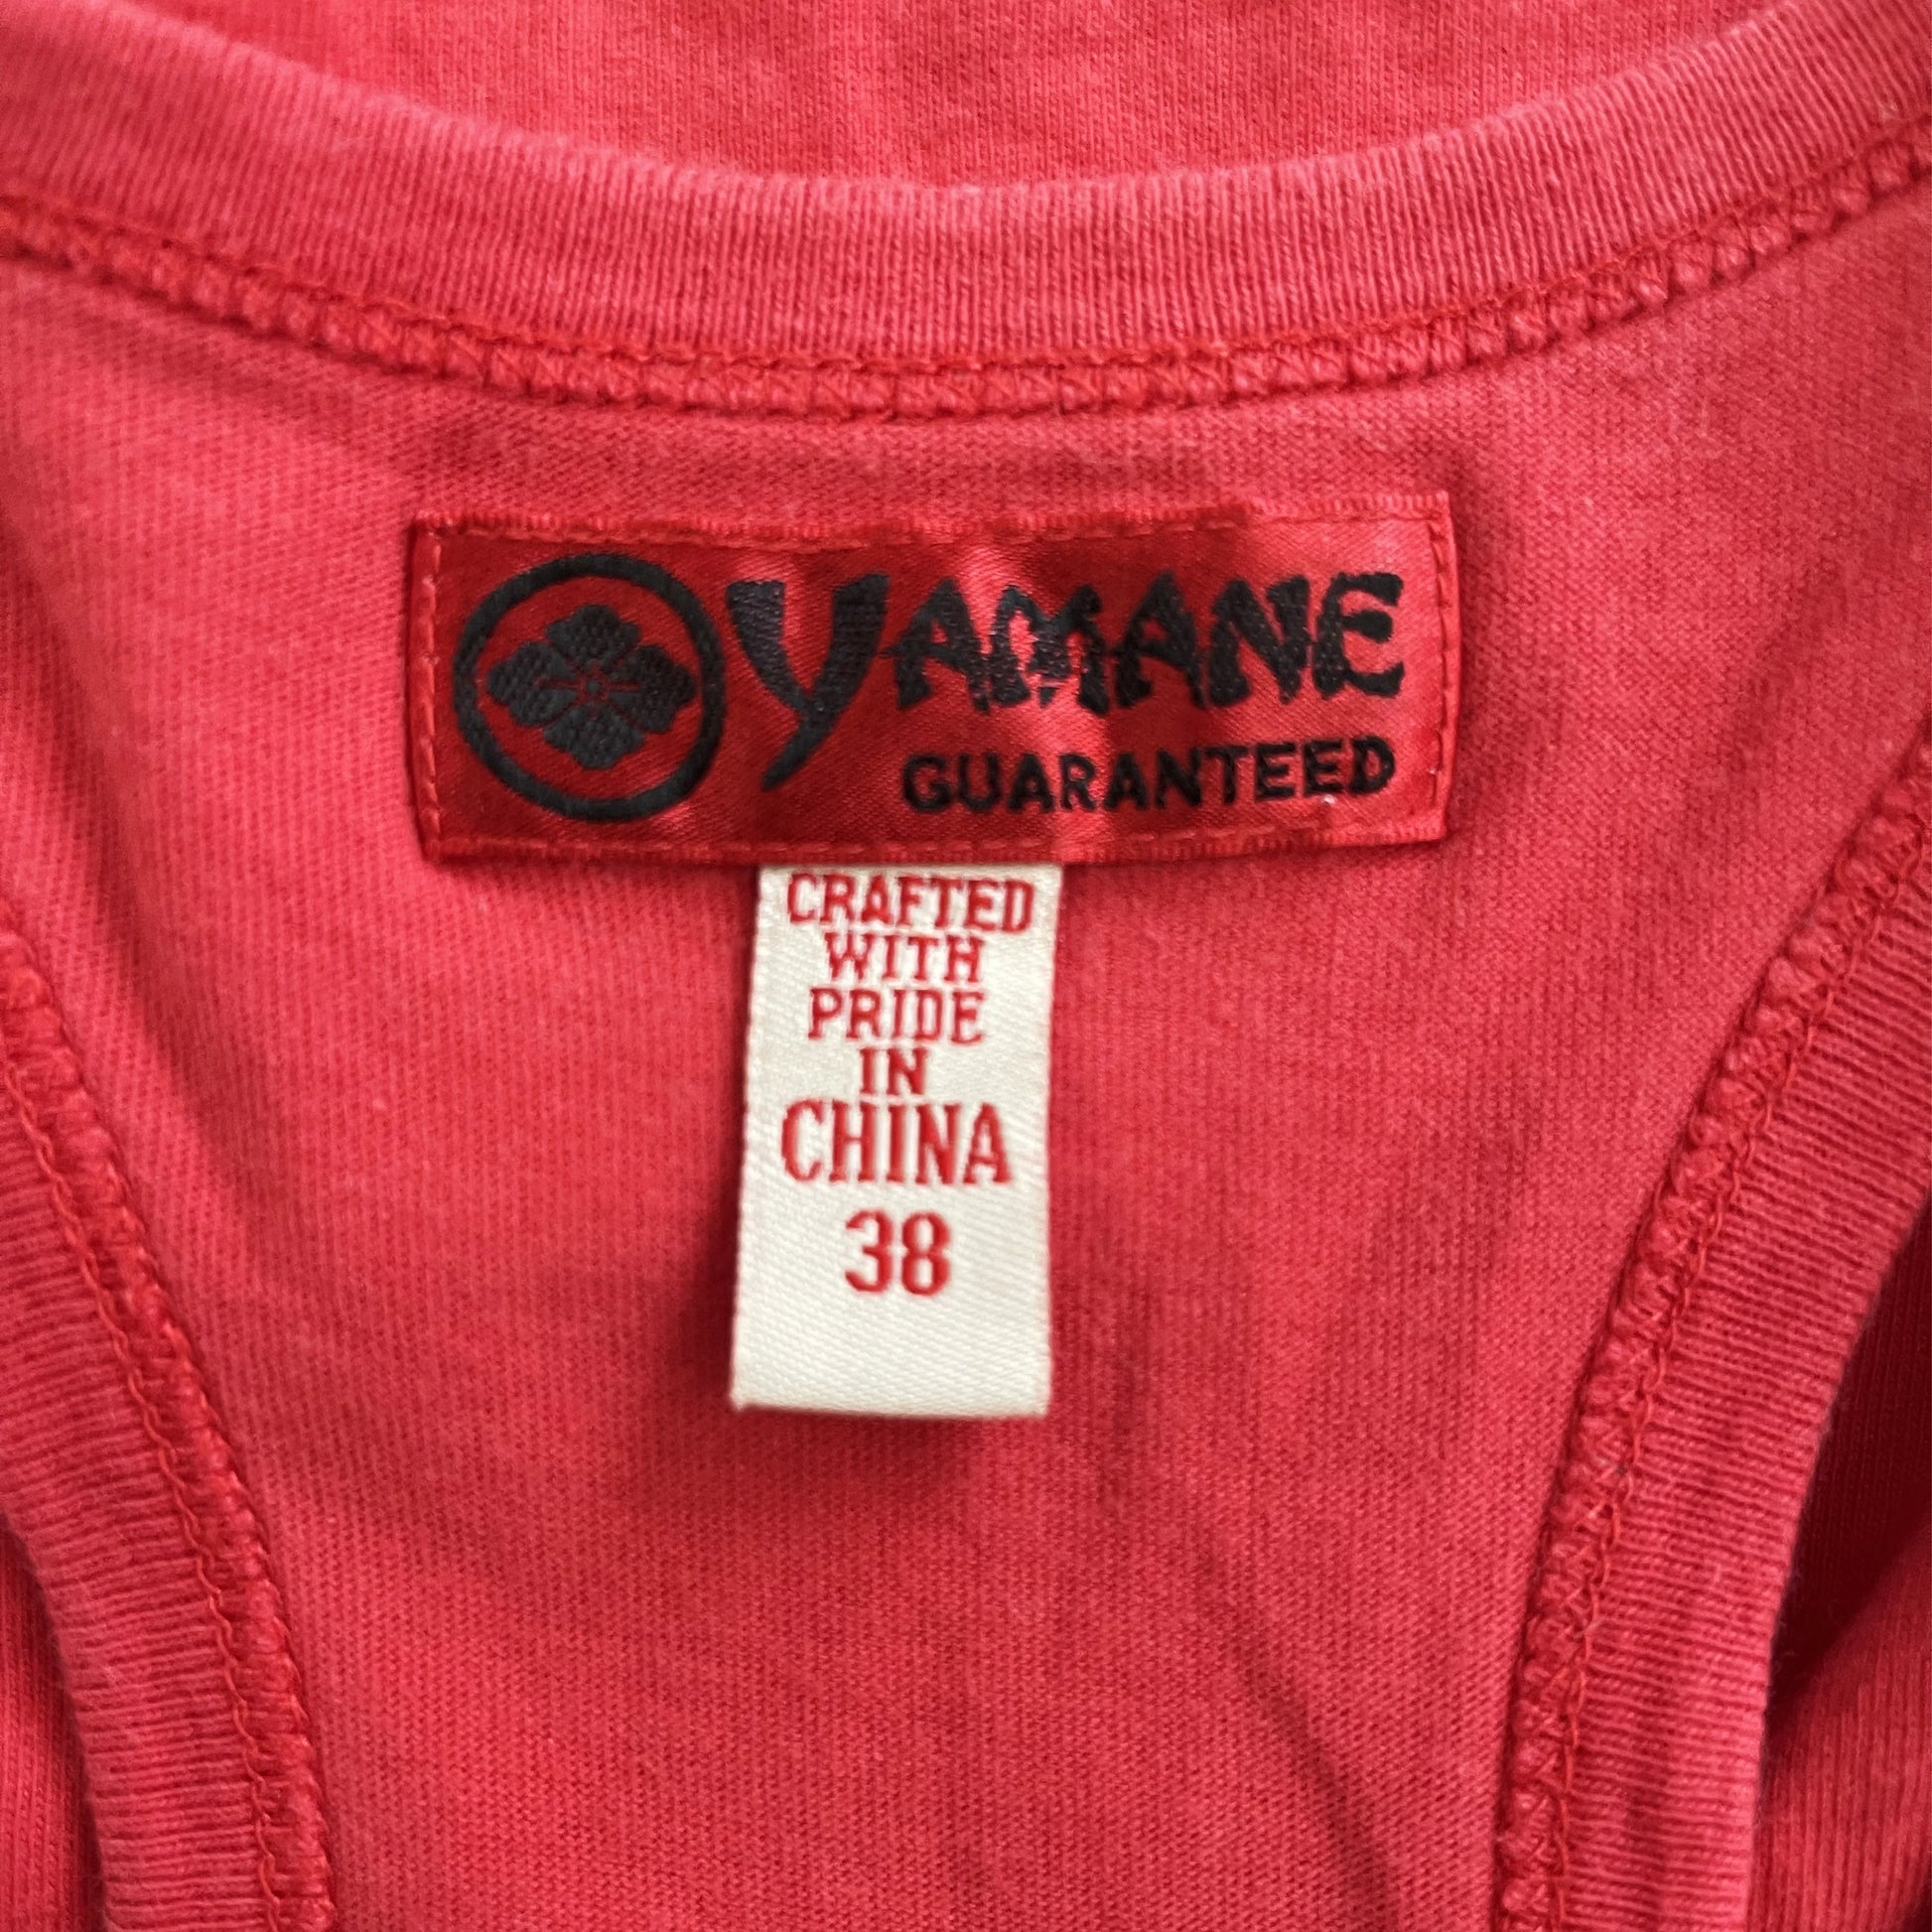 YAMANE
GUARANTEED
CRAFTED
WITH
PRIDE
IN
CHINA
38